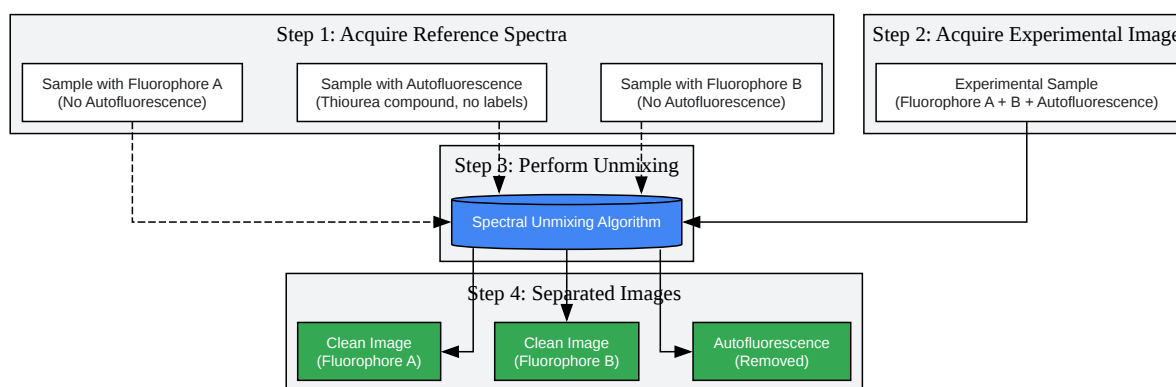 Step 1: Acquire Reference Spectra
Sample with Fluorophore A
(No Autofluorescence)
Sample with Autofluorescence
(Thiourea compound, no labels)
Sample with Fluorophore B
(No Autofluorescence)
Step 2: Acquire Experimental Image
Experimental Sample
(Fluorophore A + B + Autofluorescence)
Step 3: Perform Unmixing
Spectral Unmixing Algorithm
Step 4: Separated Images
Clean Image
(Fluorophore A)
Clean Image
(Fluorophore B)
Autofluorescence
(Removed)